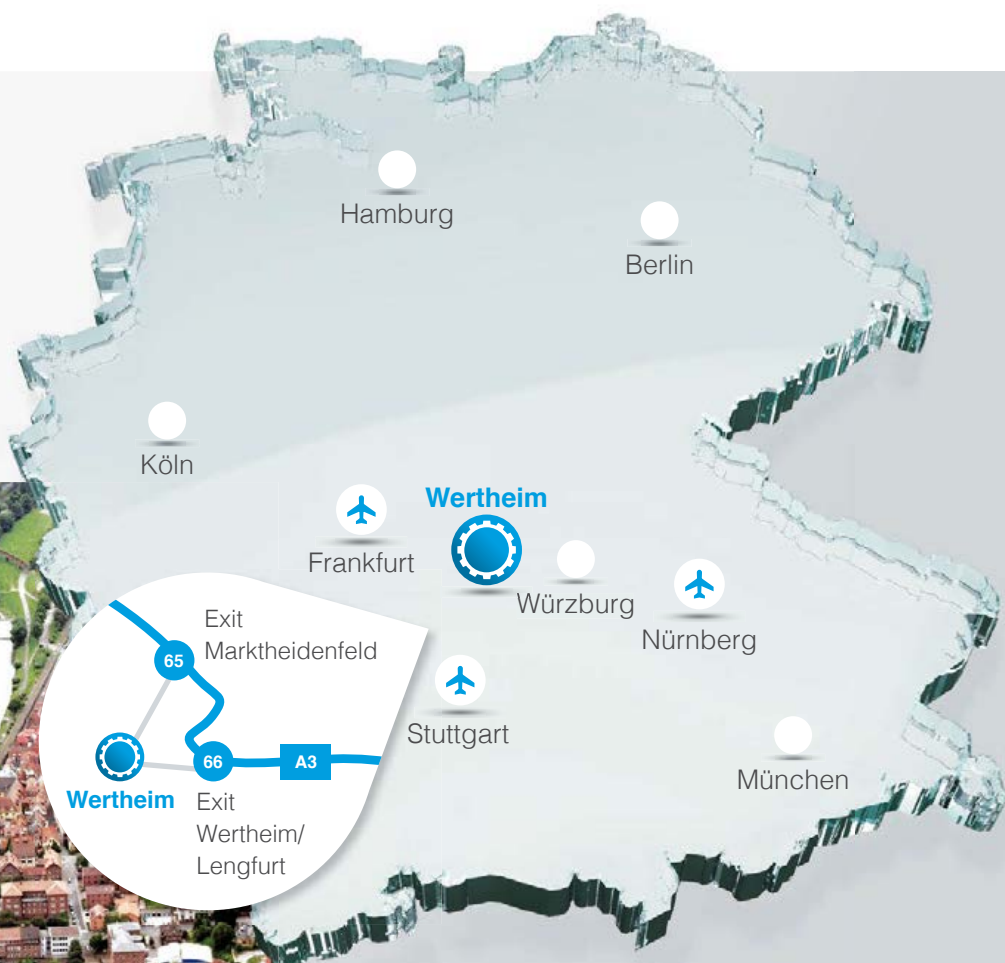 Hamburg
Berlin
Köln
Wertheim
Frankfurt
Würzburg
Nürnberg
Stuttgart
München
Exit
Marktheidenfeld
65
66
A3
Wertheim
Exit
Wertheim/
Lengfurt